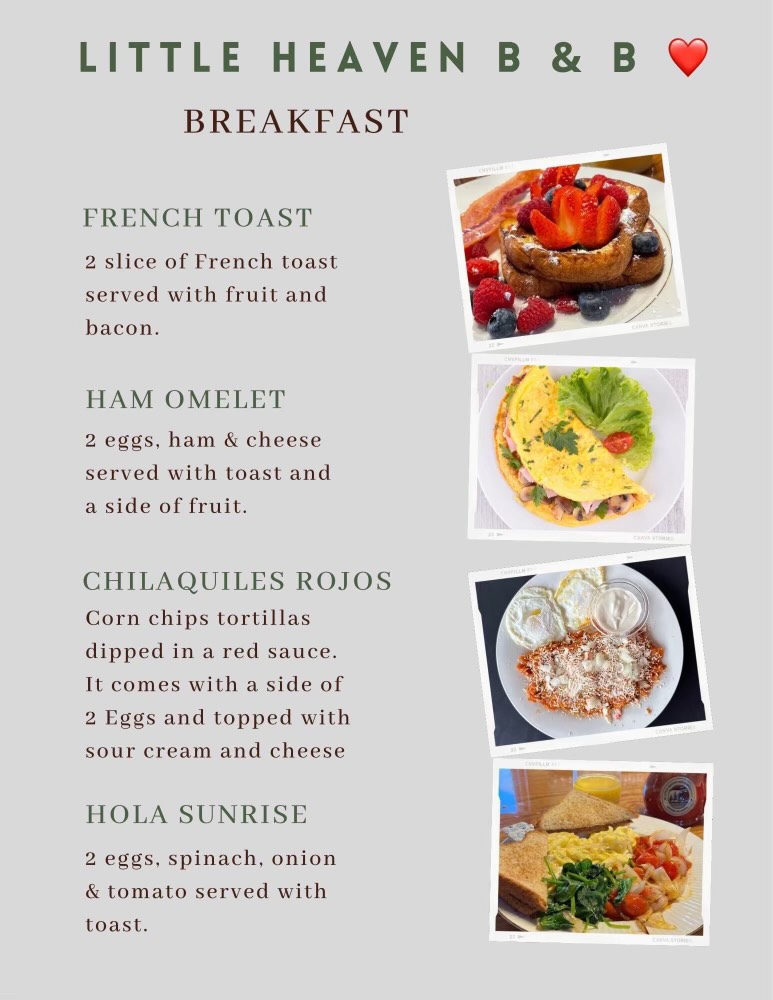 LITTLE HEAVEN B & B ❤️
BREAKFAST
FRENCH TOAST
2 slice of French toast
served with fruit and
bacon.
HAM OMELET
2 eggs, ham & cheese
served with toast and
a side of fruit.
CHILAQUILES ROJOS
Corn chips tortillas
dipped in a red sauce.
It comes with a side of
2 Eggs and topped with
sour cream and cheese
HOLA SUNRISE
2 eggs, spinach, onion
& tomato served with
toast.